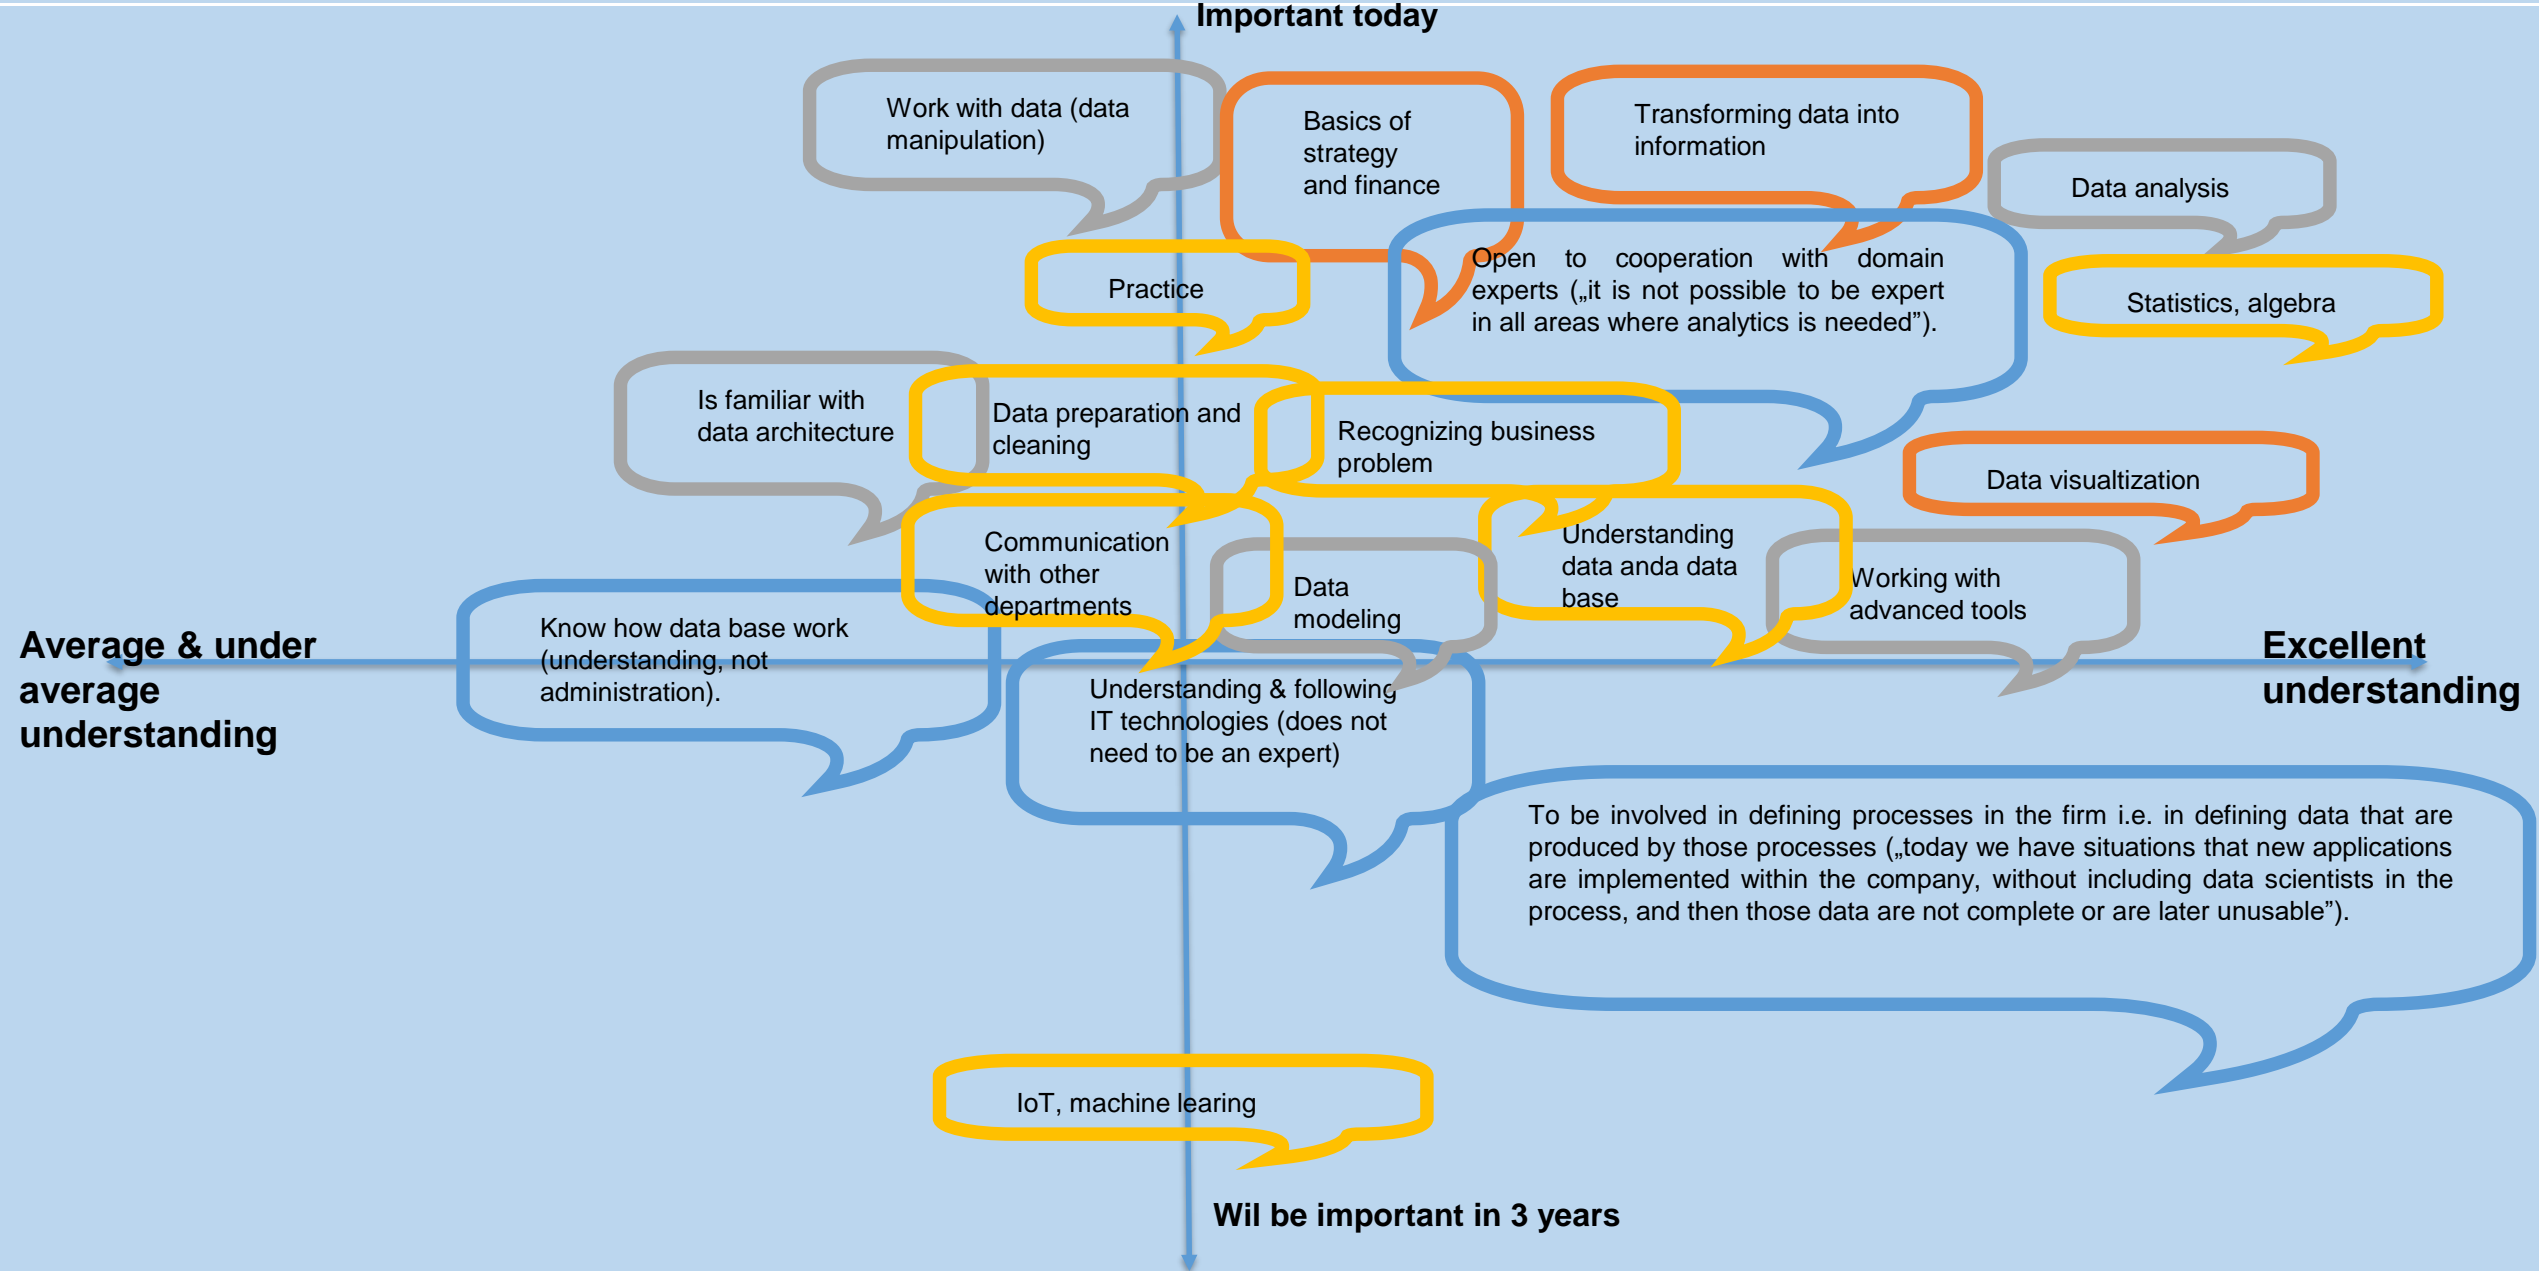 Important today
Work with data (data
manipulation)
Basics of
strategy
and finance
Transforming data into
information
Data analysis
Practice
Open to cooperation with domain
experts („it is not possible to be expert
in all areas where analytics is needed”).
Statistics, algebra
Is familiar with
data architecture
Data preparation and
cleaning
Recognizing business
problem
Data visualtization
Communication
with other
departments
Data
modeling
Understanding
data anda data
base
Working with
advanced tools
Average & under
average
understanding
Know how data base work
(understanding, not
administration).
Understanding & following
IT technologies (does not
need to be an expert)
Excellent
understanding
To be involved in defining processes in the firm i.e. in defining data that are
produced by those processes („today we have situations that new applications
are implemented within the company, without including data scientists in the
process, and then those data are not complete or are later unusable”).
IoT, machine learing
Wil be important in 3 years